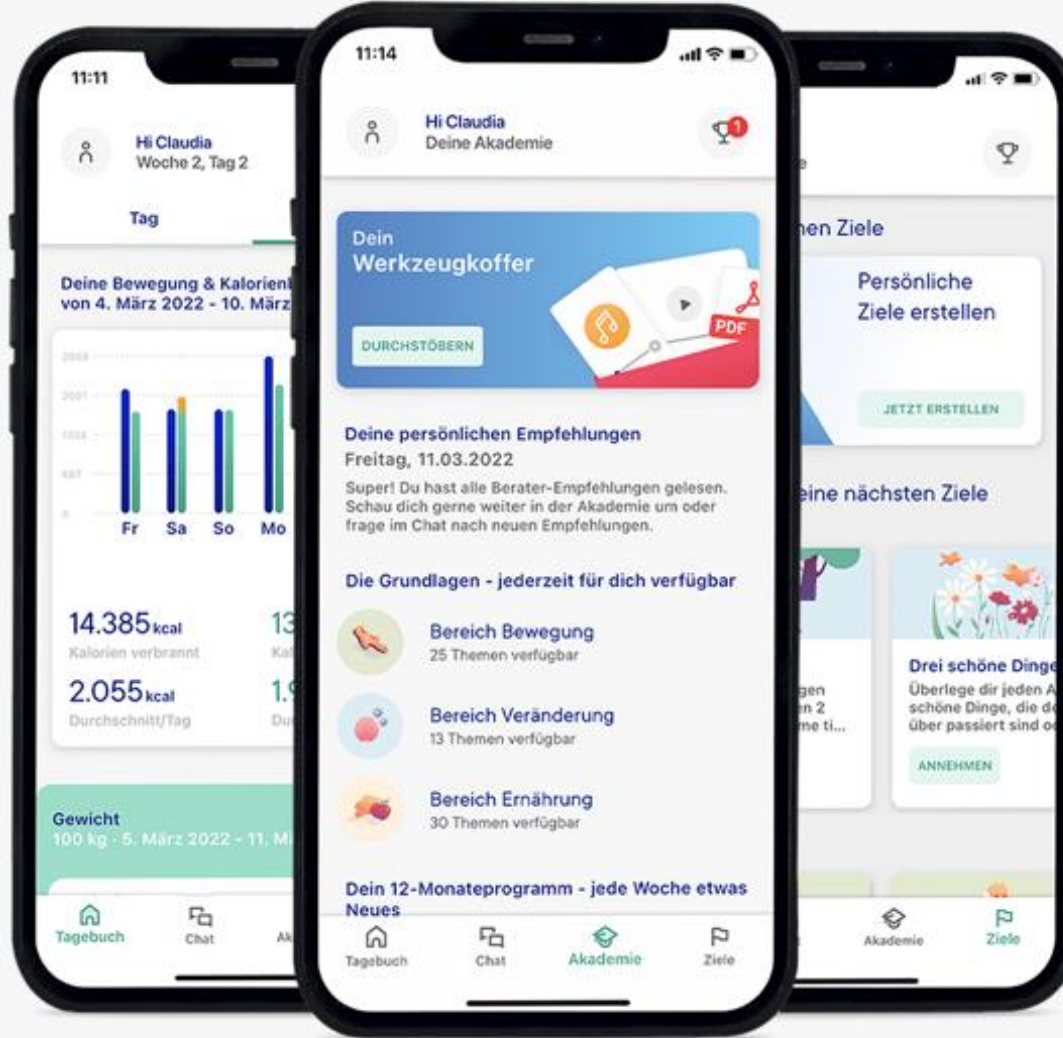 11:11
Hi Claudia
Woche 2, Tag 2
Tag
Deine Bewegung &
von 4. März 2022 - 10. März
Fr Sa So Mo
14.385 kcal
Kalorien verbrannt
2.055 kcal
Durchschnitt/Tag
Gewicht
100 kg · 5. März 2022 - 11.
Tagebuch
Chat
11:14
Hi Claudia
Deine Akademie
1
Dein
Werkzeugkoffer
DURCHSTÖBERN
PDF
Deine persönlichen Empfehlungen
Freitag, 11.03.2022
Super! Du hast alle Berater-Empfehlungen gelesen.
Schau dich gerne weiter in der Akademie um oder
frage im Chat nach neuen Empfehlungen.
Die Grundlagen - jederzeit für dich verfügbar
Bereich Bewegung
25 Themen verfügbar
Bereich Veränderung
13 Themen verfügbar
Bereich Ernährung
30 Themen verfügbar
Dein 12-Monateprogramm - jede Woche etwas
Neues
Tagebuch
Chat
Akademie
Ziele
Ziele
Persönliche
Ziele erstellen
JETZT ERSTELLEN
nächsten Ziele
Drei schöne Dinge
Überlege dir jeden
schöne Dinge, die
über passiert sind
ANNEHMEN
Akademie
Ziele